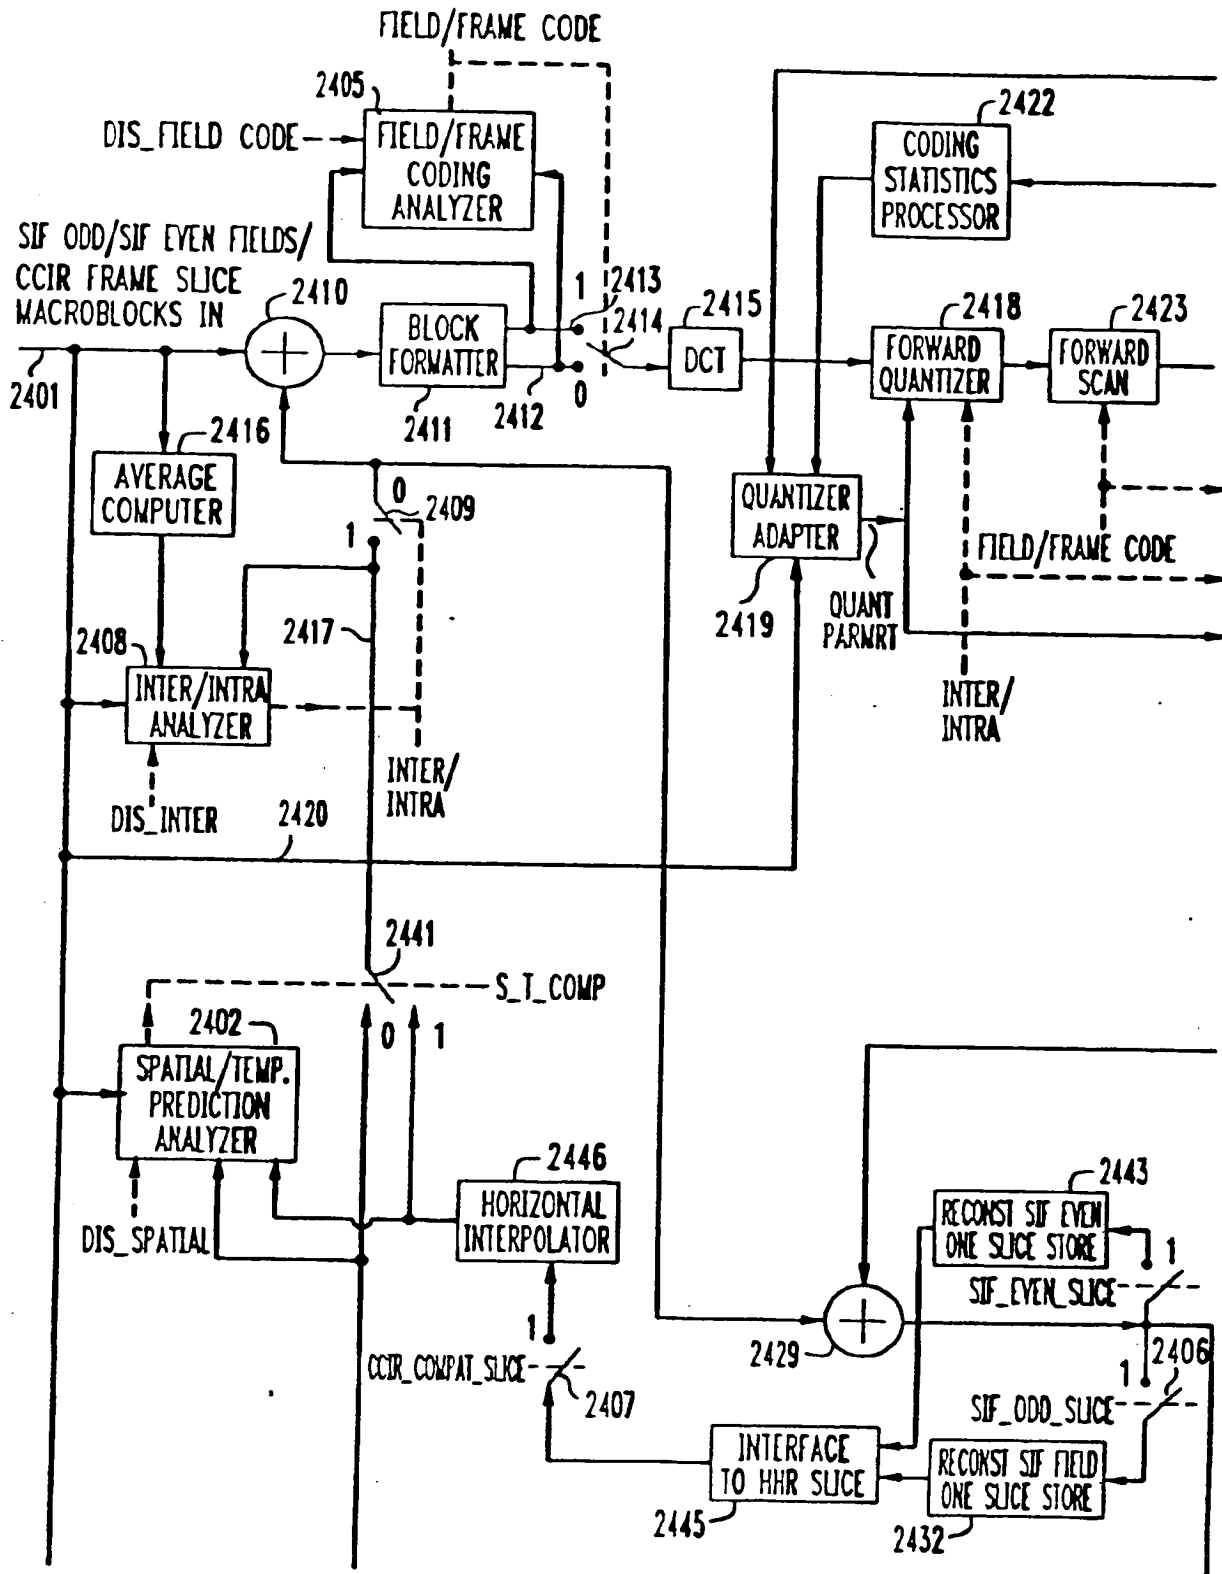 FIELD/FRAME CODE
2405
DIS_FIELD CODE
FIELD/FRAME
CODING
ANALYZER
2422
CODING
STATISTICS
PROCESSOR
SIF ODD/SIF EVEN FIELDS/
CCIR FRAME SLICE
MACROBLOCKS IN
2410
2401
BLOCK
FORMATTER
2411
2412
1
2413
2414
0
2415
DCT
2418
FORWARD
QUANTIZER
2423
FORWARD
SCAN
2416
AVERAGE
COMPUTER
0
2409
1
QUANTIZER
ADAPTER
2419
QUANT
PARMRT
FIELD/FRAME CODE
INTER/
INTRA
2417
2408
INTER/INTRA
ANALYZER
DIS_INTER
INTER/
INTRA
2420
2441
S_T_COMP
0
1
2402
SPATIAL/TEMP.
PREDICTION
ANALYZER
DIS_SPATIAL
2446
HORIZONTAL
INTERPOLATOR
2443
RECONST SIF EVEN
ONE SLICE STORE
1
SIF_EVEN_SLICE
2429
1
CCIR_COMPAT_SLICE
2407
2406
1
SIF_ODD_SLICE
INTERFACE
TO HHR SLICE
2445
RECONST SIF FIELD
ONE SLICE STORE
2432